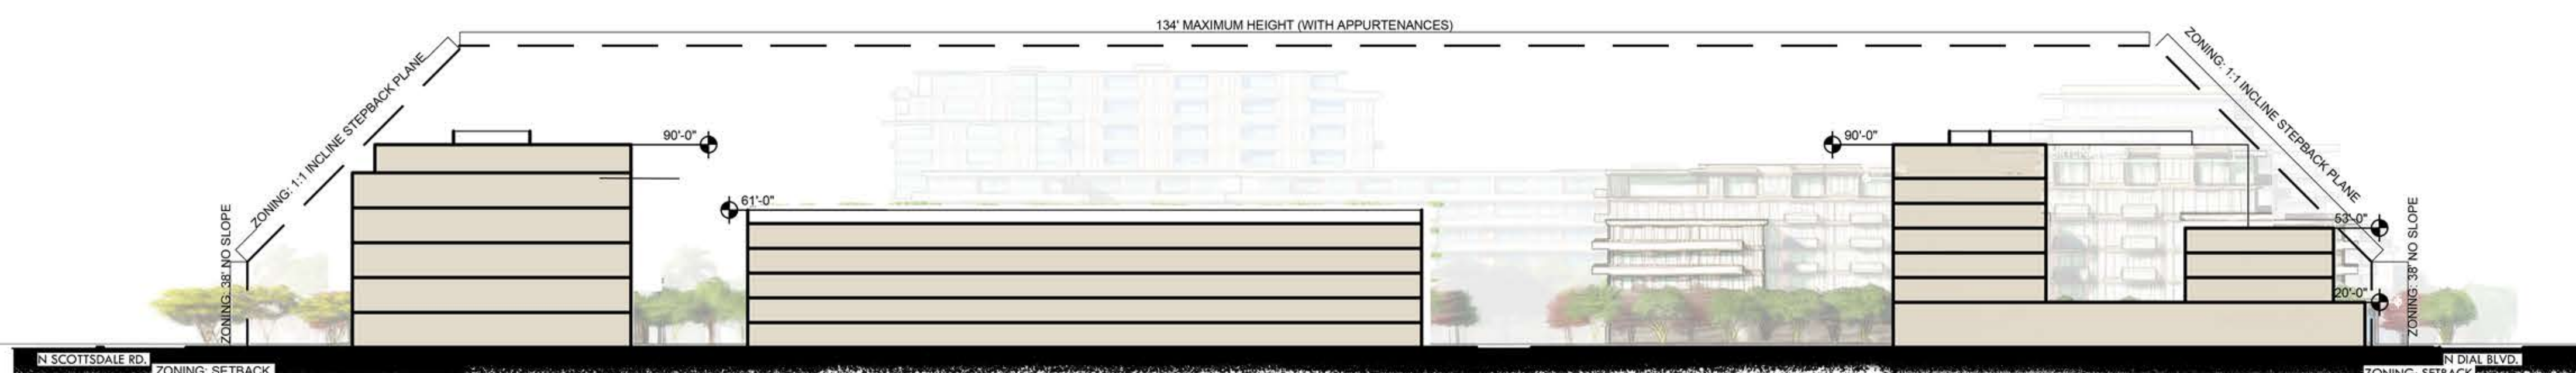 134' MAXIMUM HEIGHT (WITH APPURTENANCES)
ZONING: 1:1 INCLINE STEPBACK PLANE
ZONING: 1:1 INCLINE STEPBACK PLANE
90'-0"
90'-0"
61'-0"
53'-0"
20'-0"
ZONING: 38' NO SLOPE
ZONING: 38' NO SLOPE
N SCOTTSDALE RD.
N DIAL BLVD.
ZONING: SETBACK
ZONING: SETBACK